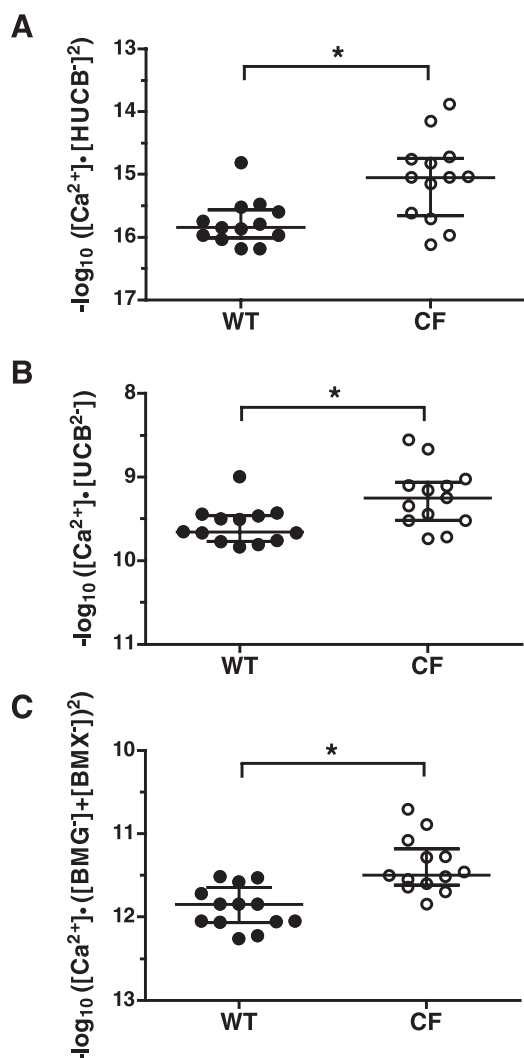 A
-log₁₀ ([Ca²⁺]•[HUCB⁻]²)
13
14
15
16
17
*
WT CF
B
-log₁₀ ([Ca²⁺]•[UCB²⁻])
8
9
10
11
*
WT CF
C
-log₁₀ ([Ca²⁺]•([BMG⁻]+[BMX⁻])²)
10
11
12
13
*
WT CF